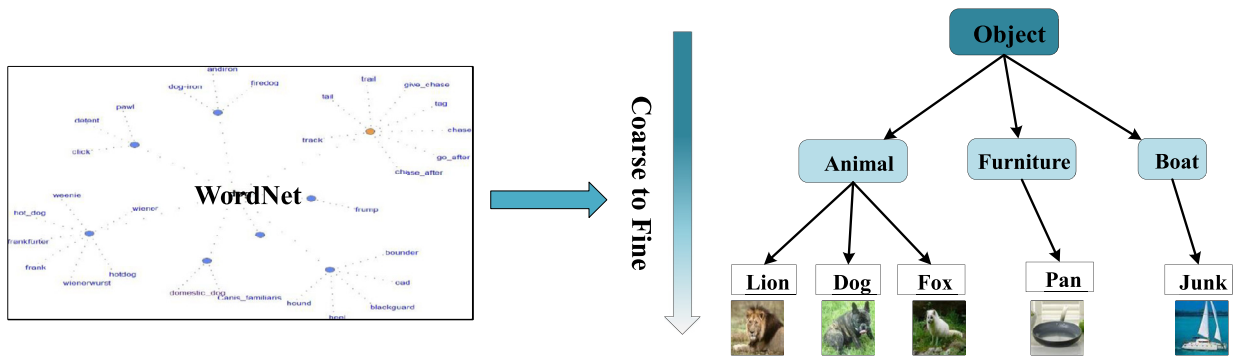 andiron
dog-iron
firedog
pawl
detent
click
trail
give_chase
tail
tag
track
chase
go_after
chase_after
WordNet
weenie
wiener
hot_dog
frankfurter
frank
hotdog
wienerwurst
frump
bounder
cad
domestic_dog
Canis_familiaris
hound
blackguard
heel
Coarse to Fine
Object
Animal
Furniture
Boat
Lion
Dog
Fox
Pan
Junk